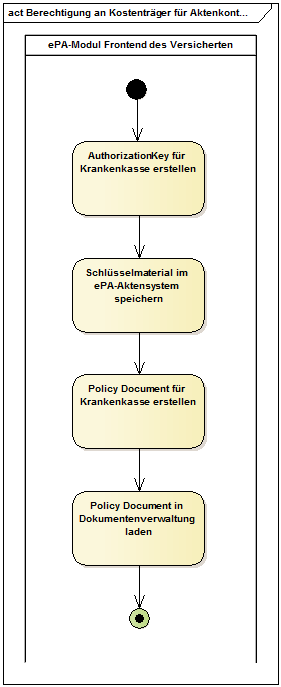 act Berechtigung an Kostenträger für Aktenkont...
ePA-Modul Frontend des Versicherten
AuthorizationKey für
Krankenkasse erstellen
Schlüsselmaterial im
ePA-Aktensystem
speichern
Policy Document für
Krankenkasse erstellen
Policy Document in
Dokumentenverwaltung
laden